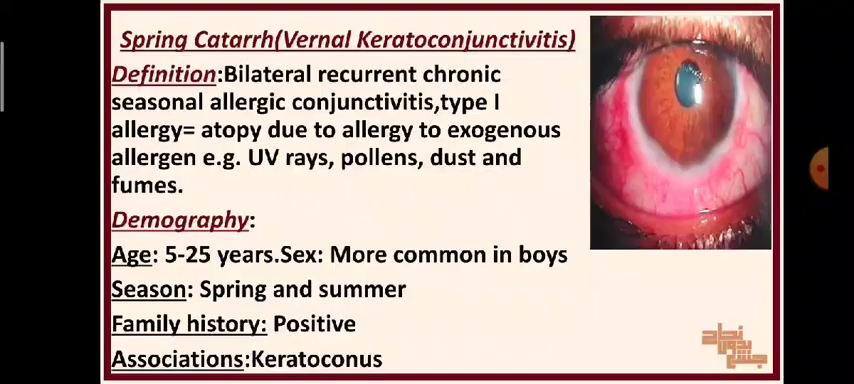 Spring Catarrh(Vernal Keratoconjunctivitis)
Definition:Bilateral recurrent chronic
seasonal allergic conjunctivitis,type I
allergy= atopy due to allergy to exogenous
allergen e.g. UV rays, pollens, dust and
fumes.
Demography:
Age: 5-25 years.Sex: More common in boys
Season: Spring and summer
Family history: Positive
Associations:Keratoconus